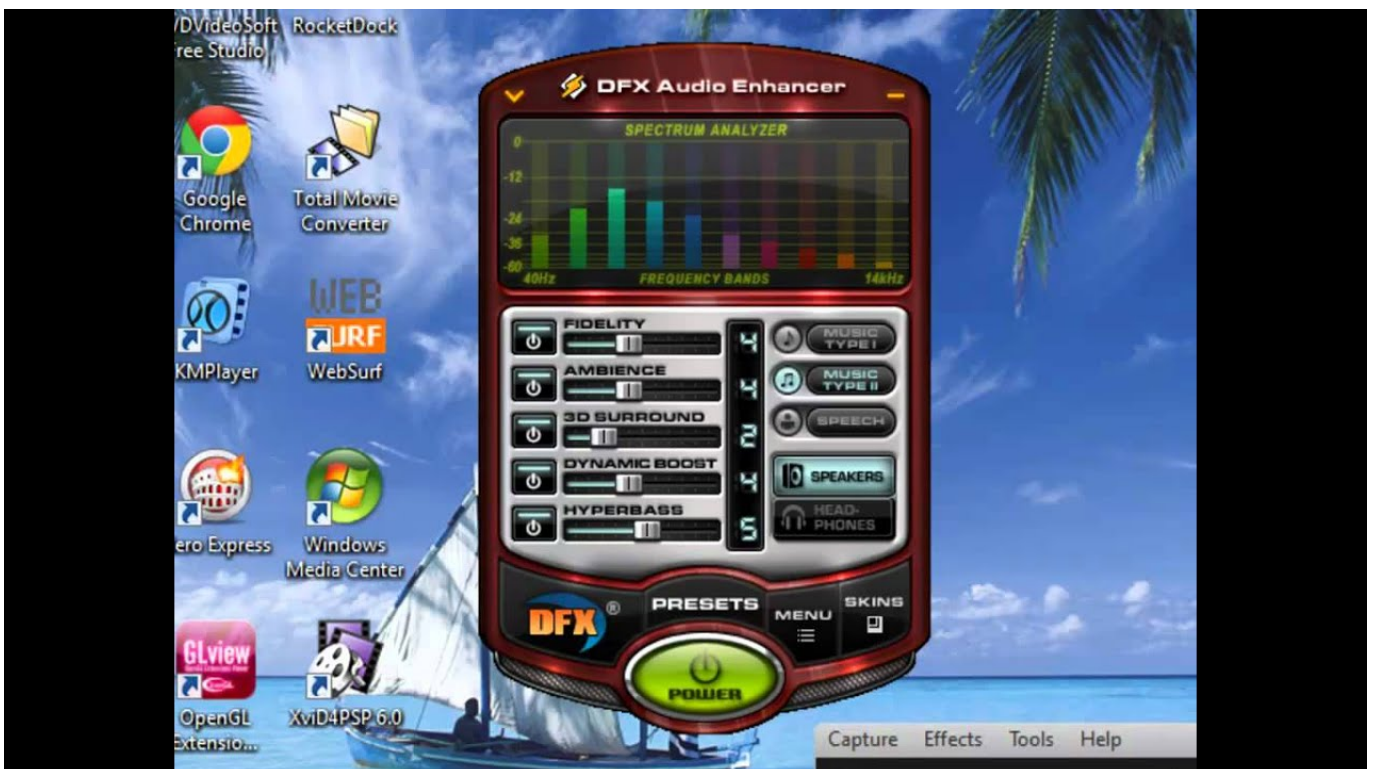 DVideoSoft
ree Studio
RocketDock
Google
Chrome
Total Movie
Converter
KMPlayer
WEB
URF
WebSurf
ero Express
Windows
Media Center
GLview
OpenGL
Extensio...
XviD4PSP 6.0
DFX Audio Enhancer
SPECTRUM ANALYZER
0
-12
-24
-36
-60
40Hz
FREQUENCY BANDS
14kHz
FIDELITY
4
AMBIENCE
4
3D SURROUND
2
DYNAMIC BOOST
4
HYPERBASS
5
MUSIC
TYPE I
MUSIC
TYPE II
SPEECH
SPEAKERS
HEAD-
PHONES
DFX ®
PRESETS
MENU
SKINS
POWER
Capture Effects Tools Help